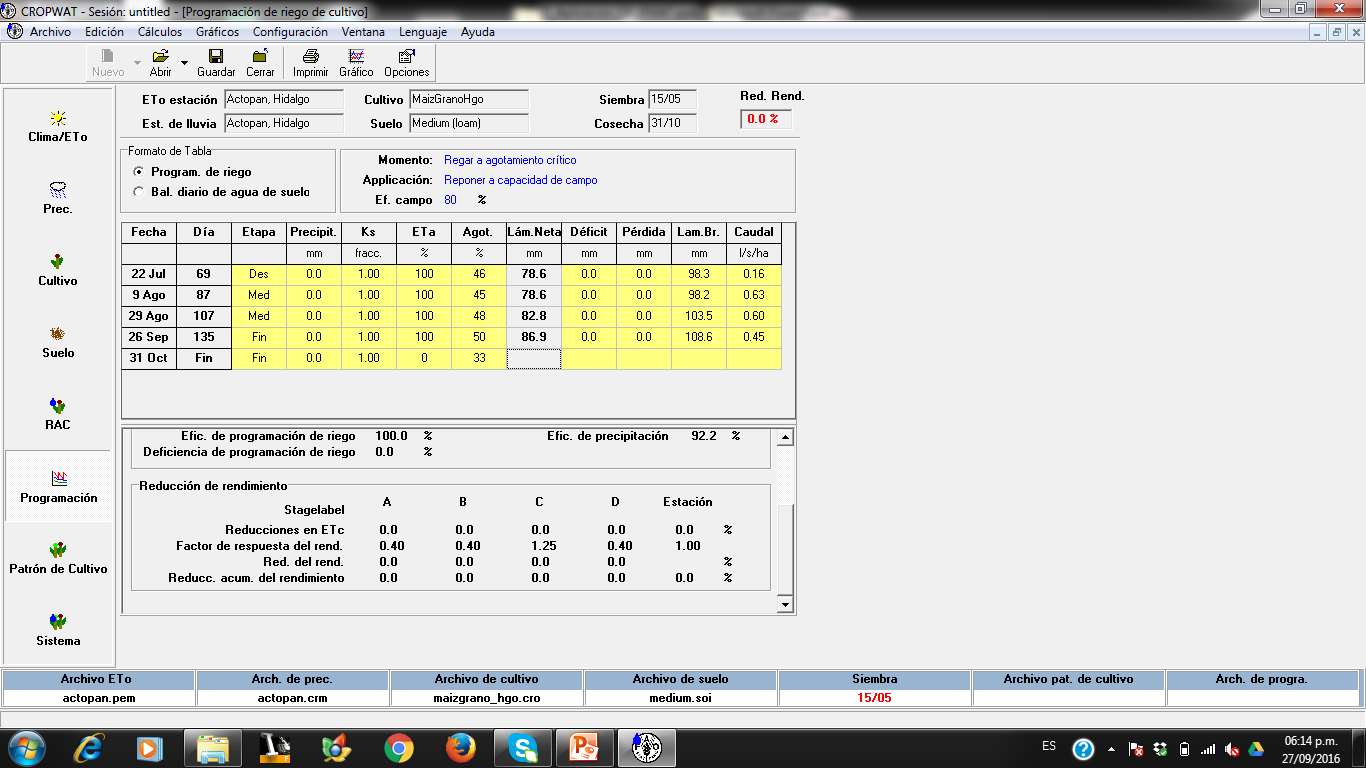 CROPWAT - Sesión: untitled - [Programación de riego de cultivo]
Archivo Edición Cálculos Gráficos Configuración Ventana Lenguaje Ayuda
Nuevo Abrir Guardar Cerrar Imprimir Gráfico Opciones
Clima/ETo
Prec.
Cultivo
Suelo
RAC
Programación
Patrón de Cultivo
Sistema
ETo estación Actopan, Hidalgo Cultivo MaizGranoHgo Siembra 15/05 Red. Rend.
Est. de lluvia Actopan, Hidalgo Suelo Medium (loam) Cosecha 31/10 0.0 %
Formato de Tabla
Program. de riego
Bal. diario de agua de suelo
Momento: Regar a agotamiento crítico
Applicación: Reponer a capacidad de campo
Ef. campo 80 %
Fecha Día Etapa Precipit. Ks ETa Agot. Lám.Neta Déficit Pérdida Lam.Br. Caudal
mm fracc. % % mm mm mm mm l/s/ha
22 Jul 69 Des 0.0 1.00 100 46 78.6 0.0 0.0 98.3 0.16
9 Ago 87 Med 0.0 1.00 100 45 78.6 0.0 0.0 98.2 0.63
29 Ago 107 Med 0.0 1.00 100 48 82.8 0.0 0.0 103.5 0.60
26 Sep 135 Fin 0.0 1.00 100 50 86.9 0.0 0.0 108.6 0.45
31 Oct Fin Fin 0.0 1.00 0 33
Efic. de programación de riego 100.0 % Efic. de precipitación 92.2 %
Deficiencia de programación de riego 0.0 %
Reducción de rendimiento
Stagelabel A B C D Estación
Reducciones en ETc 0.0 0.0 0.0 0.0 0.0 %
Factor de respuesta del rend. 0.40 0.40 1.25 0.40 1.00
Red. del rend. 0.0 0.0 0.0 0.0 %
Reducc. acum. del rendimiento 0.0 0.0 0.0 0.0 0.0 %
Archivo ETo Arch. de prec. Archivo de cultivo Archivo de suelo Siembra Archivo pat. de cultivo Arch. de progra.
actopan.pem actopan.crm maizgrano_hgo.cro medium.soi 15/05
ES 06:14 p.m.
27/09/2016